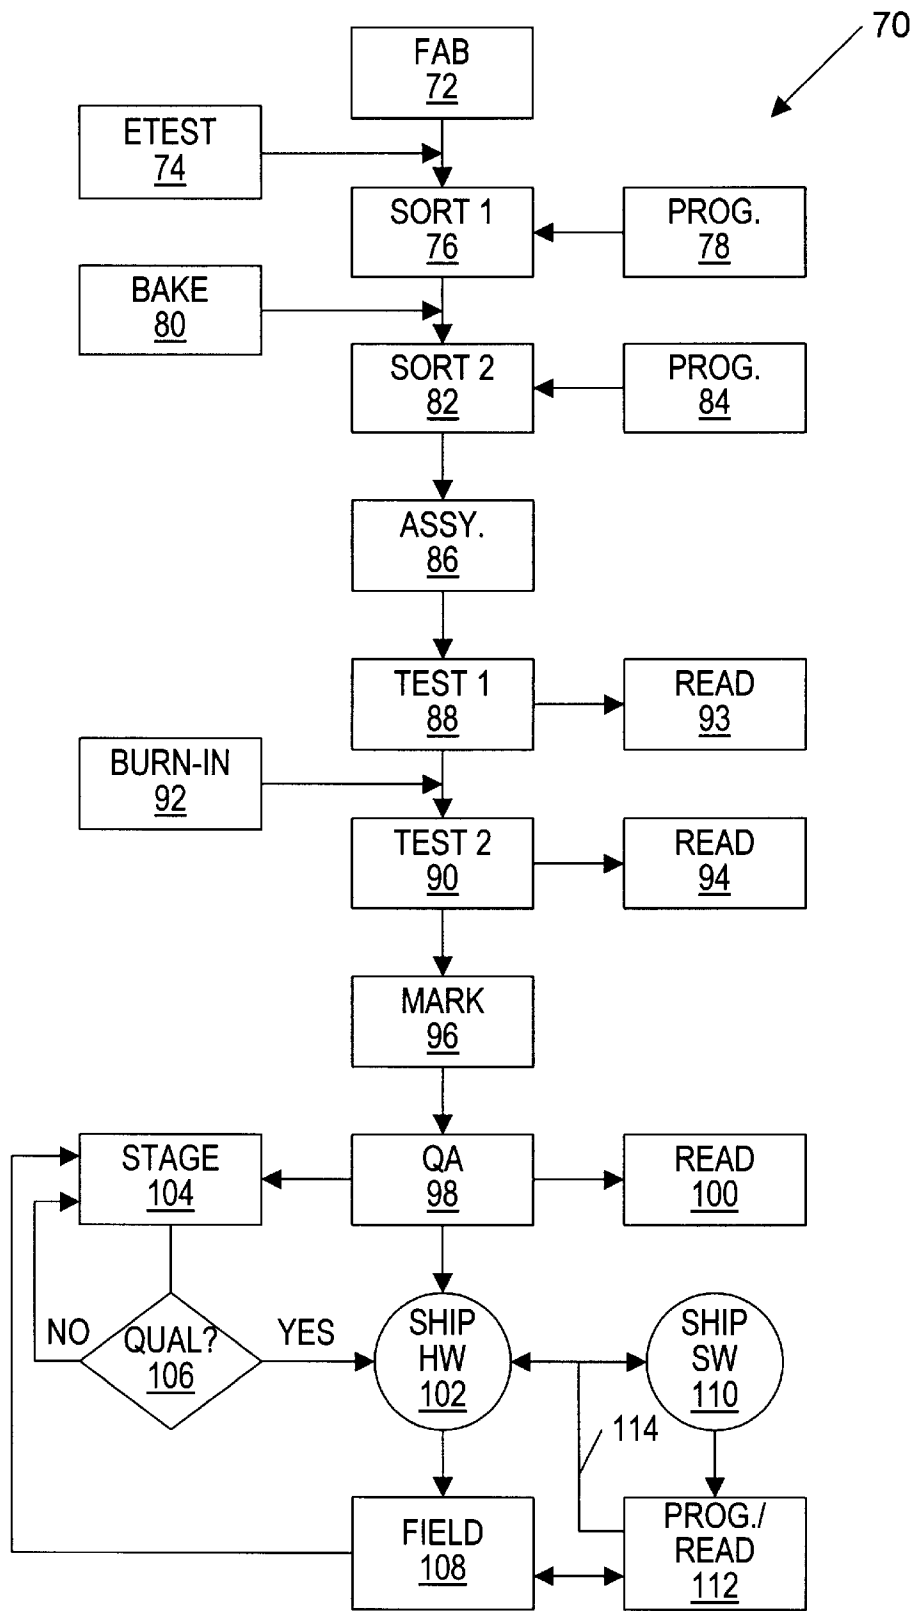 70
FAB
72
ETEST
74
SORT 1
76
PROG.
78
BAKE
80
SORT 2
82
PROG.
84
ASSY.
86
TEST 1
88
READ
93
BURN-IN
92
TEST 2
90
READ
94
MARK
96
STAGE
104
QA
98
READ
100
NO
QUAL?
106
YES
SHIP
HW
102
SHIP
SW
110
114
FIELD
108
PROG./
READ
112